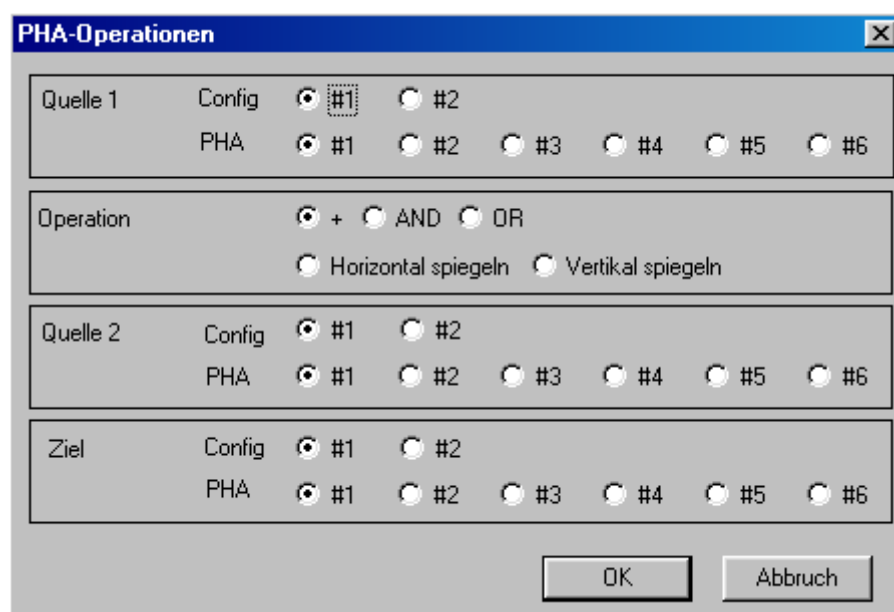 PHA-Operationen
Quelle 1 Config #1 #2
PHA #1 #2 #3 #4 #5 #6
Operation + AND OR
Horizontal spiegeln Vertikal spiegeln
Quelle 2 Config #1 #2
PHA #1 #2 #3 #4 #5 #6
Ziel Config #1 #2
PHA #1 #2 #3 #4 #5 #6
OK Abbruch